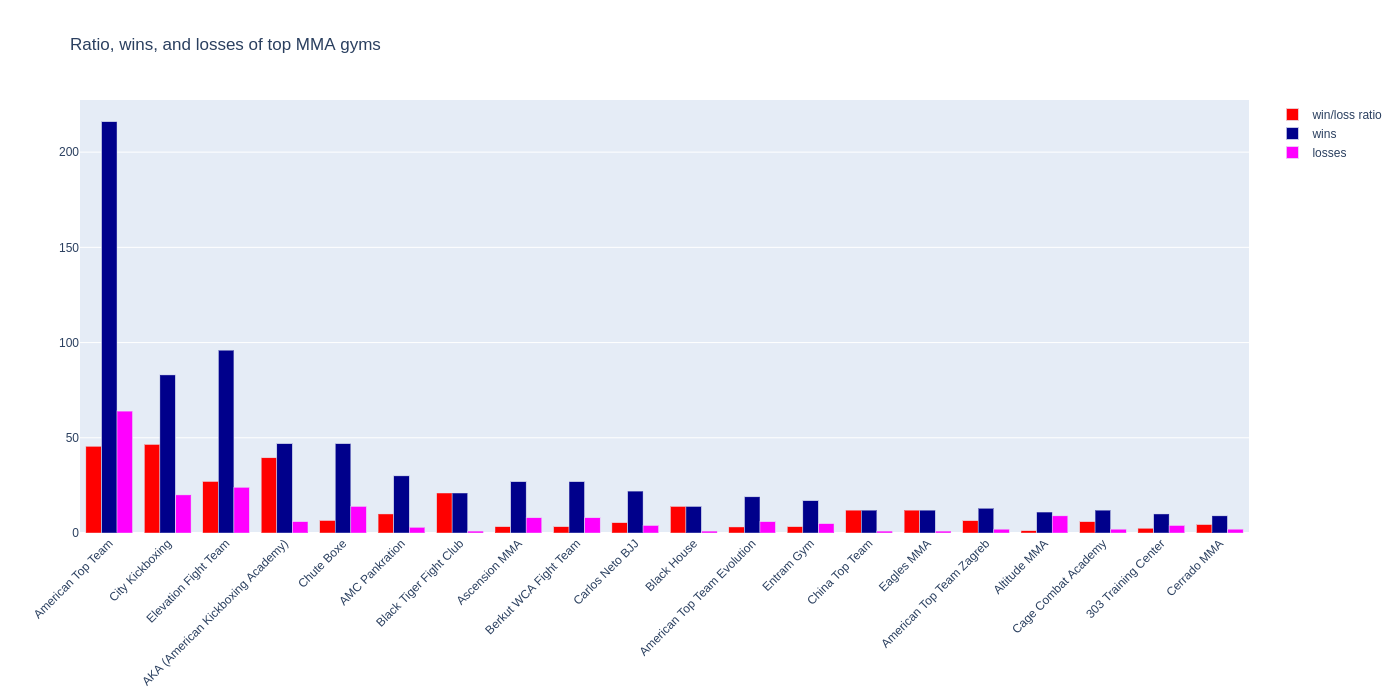 Ratio, wins, and losses of top MMA gyms
win/loss ratio
wins
losses
200
150
100
50
0
American Top Team
City Kickboxing
Elevation Fight Team
AKA (American Kickboxing Academy)
Chute Boxe
AMC Pankration
Black Tiger Fight Club
Ascension MMA
Berkut WCA Fight Team
Carlos Neto BJJ
Black House
American Top Team Evolution
Entram Gym
China Top Team
Eagles MMA
American Top Team Zagreb
Altitude MMA
Cage Combat Academy
303 Training Center
Cerrado MMA